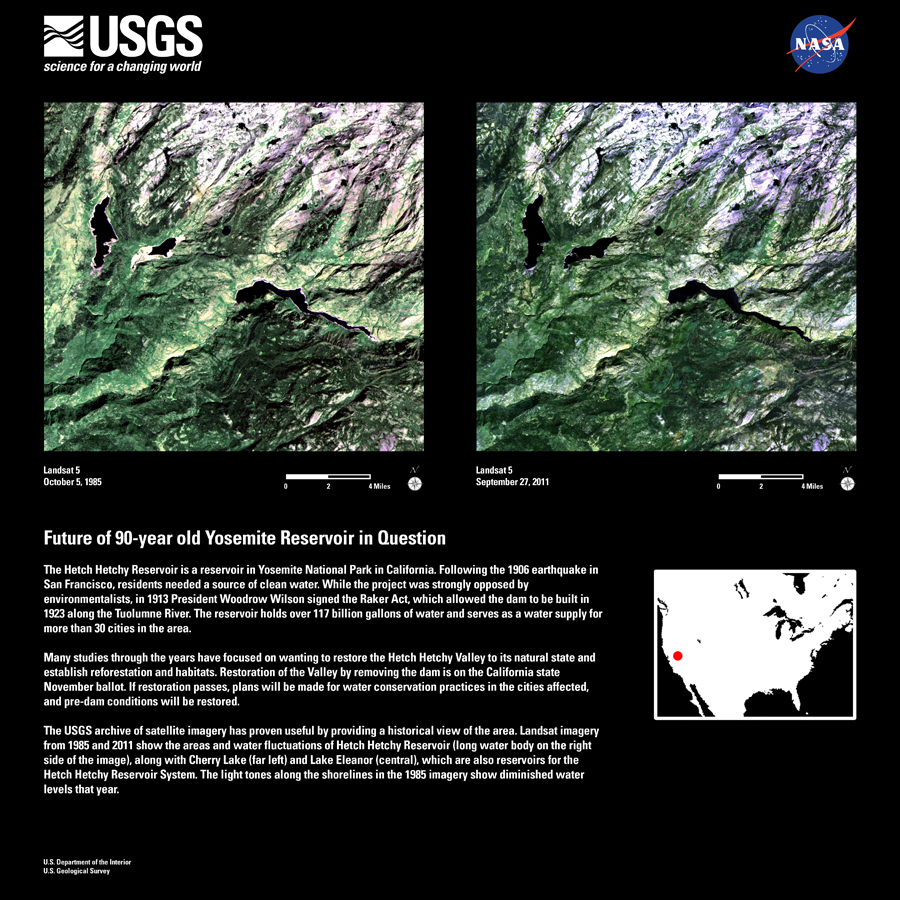 USGS
science for a changing world
NASA
Landsat 5
October 5, 1985
0 2 4 Miles
N
Landsat 5
September 27, 2011
0 2 4 Miles
N
Future of 90-year old Yosemite Reservoir in Question
The Hetch Hetchy Reservoir is a reservoir in Yosemite National Park in California. Following the 1906 earthquake in
San Francisco, residents needed a source of clean water. While the project was strongly opposed by
environmentalists, in 1913 President Woodrow Wilson signed the Raker Act, which allowed the dam to be built in
1923 along the Tuolumne River. The reservoir holds over 117 billion gallons of water and serves as a water supply for
more than 30 cities in the area.
Many studies through the years have focused on wanting to restore the Hetch Hetchy Valley to its natural state and
establish reforestation and habitats. Restoration of the Valley by removing the dam is on the California state
November ballot. If restoration passes, plans will be made for water conservation practices in the cities affected,
and pre-dam conditions will be restored.
The USGS archive of satellite imagery has proven useful by providing a historical view of the area. Landsat imagery
from 1985 and 2011 show the areas and water fluctuations of Hetch Hetchy Reservoir (long water body on the right
side of the image), along with Cherry Lake (far left) and Lake Eleanor (central), which are also reservoirs for the
Hetch Hetchy Reservoir System. The light tones along the shorelines in the 1985 imagery show diminished water
levels that year.
U.S. Department of the Interior
U.S. Geological Survey